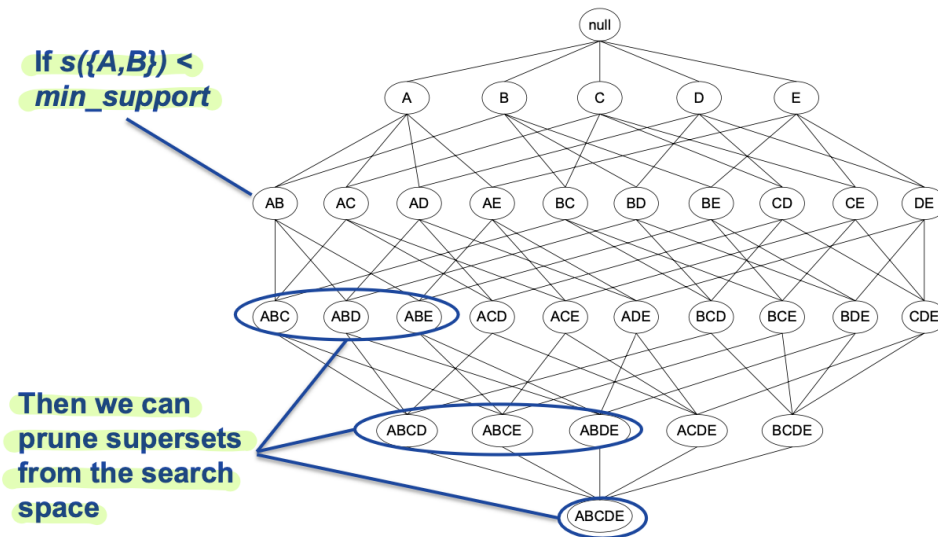 null
If s({A,B}) <
min_support
A B C D E
AB AC AD AE BC BD BE CD CE DE
ABC ABD ABE ACD ACE ADE BCD BCE BDE CDE
Then we can
prune supersets
from the search
space
ABCD ABCE ABDE ACDE BCDE
ABCDE